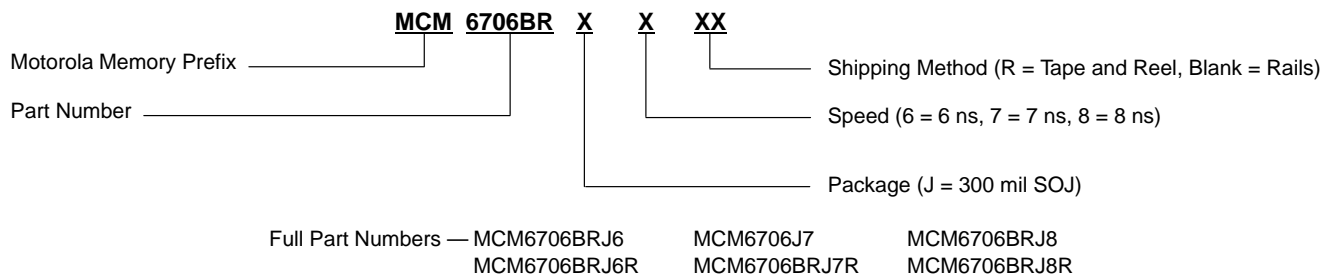 MCM 6706BR X X XX
Motorola Memory Prefix
Shipping Method (R = Tape and Reel, Blank = Rails)
Part Number
Speed (6 = 6 ns, 7 = 7 ns, 8 = 8 ns)
Package (J = 300 mil SOJ)
Full Part Numbers — MCM6706BRJ6 MCM6706J7 MCM6706BRJ8
MCM6706BRJ6R MCM6706BRJ7R MCM6706BRJ8R